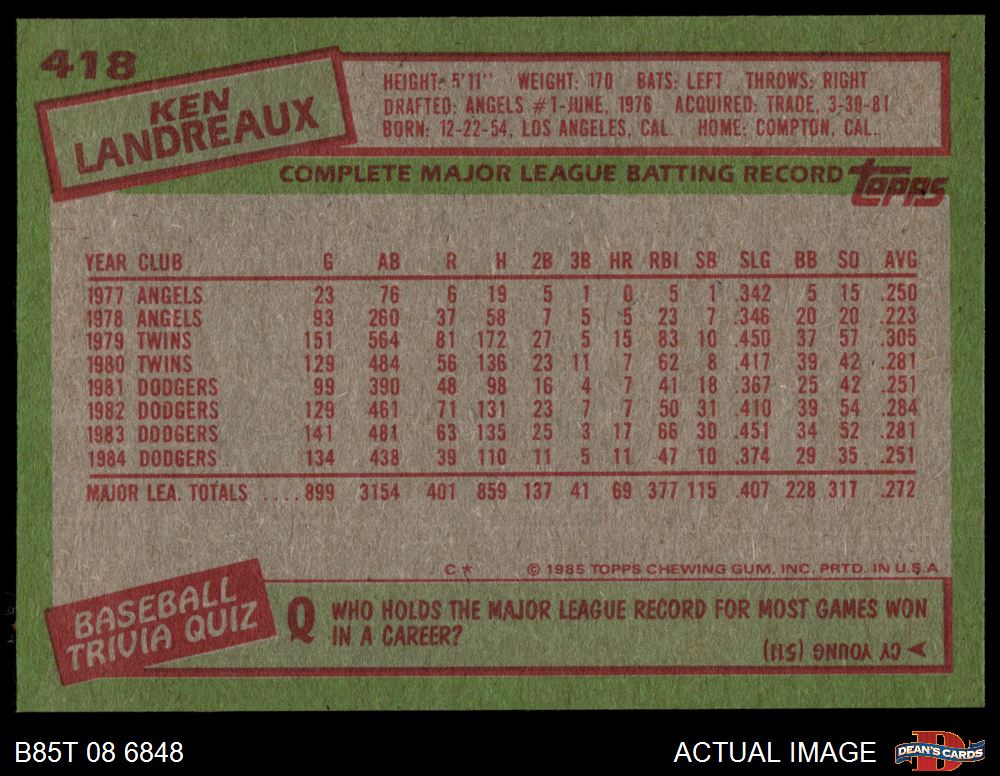 418
KEN
LANDREAUX
HEIGHT: 5'11" WEIGHT: 170 BATS: LEFT THROWS: RIGHT
DRAFTED: ANGELS #1-JUNE, 1976 ACQUIRED: TRADE, 3-30-81
BORN: 12-22-54, LOS ANGELES, CAL. HOME: COMPTON, CAL.
COMPLETE MAJOR LEAGUE BATTING RECORD topps
YEAR CLUB G AB R H 2B 3B HR RBI SB SLG BB SO AVG
1977 ANGELS 23 76 6 19 5 1 0 5 1 .342 5 15 .250
1978 ANGELS 93 260 37 58 7 5 5 23 7 .346 20 20 .223
1979 TWINS 151 564 81 172 27 5 15 83 10 .450 37 57 .305
1980 TWINS 129 484 56 136 23 11 7 62 8 .417 39 42 .281
1981 DODGERS 99 390 48 98 16 4 7 41 18 .367 25 42 .251
1982 DODGERS 129 461 71 131 23 7 7 50 31 .410 39 54 .284
1983 DODGERS 141 481 63 135 25 3 17 66 30 .451 34 52 .281
1984 DODGERS 134 438 39 110 11 5 11 47 10 .374 29 35 .251
MAJOR LEA. TOTALS ....899 3154 401 859 137 41 69 377 115 .407 228 317 .272
C* © 1985 TOPPS CHEWING GUM, INC. PRTD. IN U.S.A
BASEBALL
TRIVIA QUIZ
Q WHO HOLDS THE MAJOR LEAGUE RECORD FOR MOST GAMES WON
IN A CAREER?
CY YOUNG (511)
B85T 08 6848
ACTUAL IMAGE
D
DEAN'S CARDS